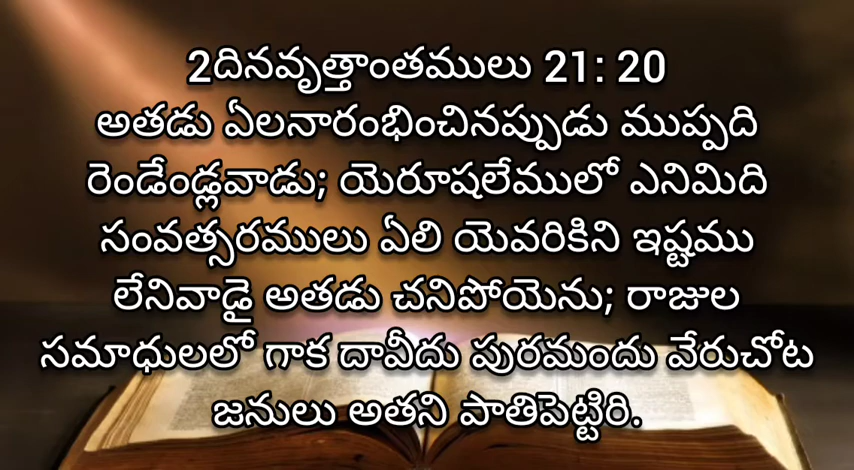 2దినవృత్తాంతములు 21: 20
అతడు ఏలనారంభించినప్పుడు ముప్పది
రెండేండ్లవాడు; యెరూషలేములో ఎనిమిది
సంవత్సరములు ఏలి యెవరికిని ఇష్టము
లేనివాడై అతడు చనిపోయెను; రాజుల
సమాధులలో గాక దావీదు పురమందు వేరుచోట
జనులు అతని పాతిపెట్టిరి.